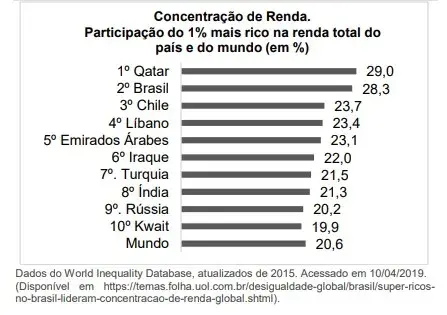 Concentração de Renda.
Participação do 1% mais rico na renda total do
país e do mundo (em %)
1º Qatar 29,0
2º Brasil 28,3
3º Chile 23,7
4º Líbano 23,4
5º Emirados Árabes 23,1
6º Iraque 22,0
7º. Turquia 21,5
8º Índia 21,3
9º. Rússia 20,2
10º Kwait 19,9
Mundo 20,6
Dados do World Inequality Database, atualizados de 2015. Acessado em 10/04/2019.
(Disponível em https://temas.folha.uol.com.br/desigualdade-global/brasil/super-ricos-
no-brasil-lideram-concentracao-de-renda-global.shtml).